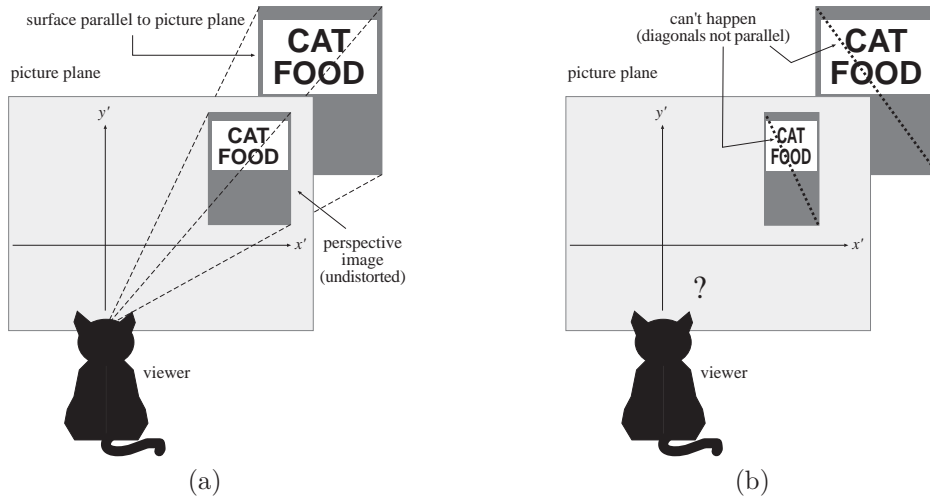 surface parallel to picture plane
CAT
FOOD
picture plane
y′
CAT
FOOD
x′
perspective
image
(undistorted)
viewer
(a)
can't happen
(diagonals not parallel)
CAT
FOOD
picture plane
y′
CAT
FOOD
x′
?
viewer
(b)